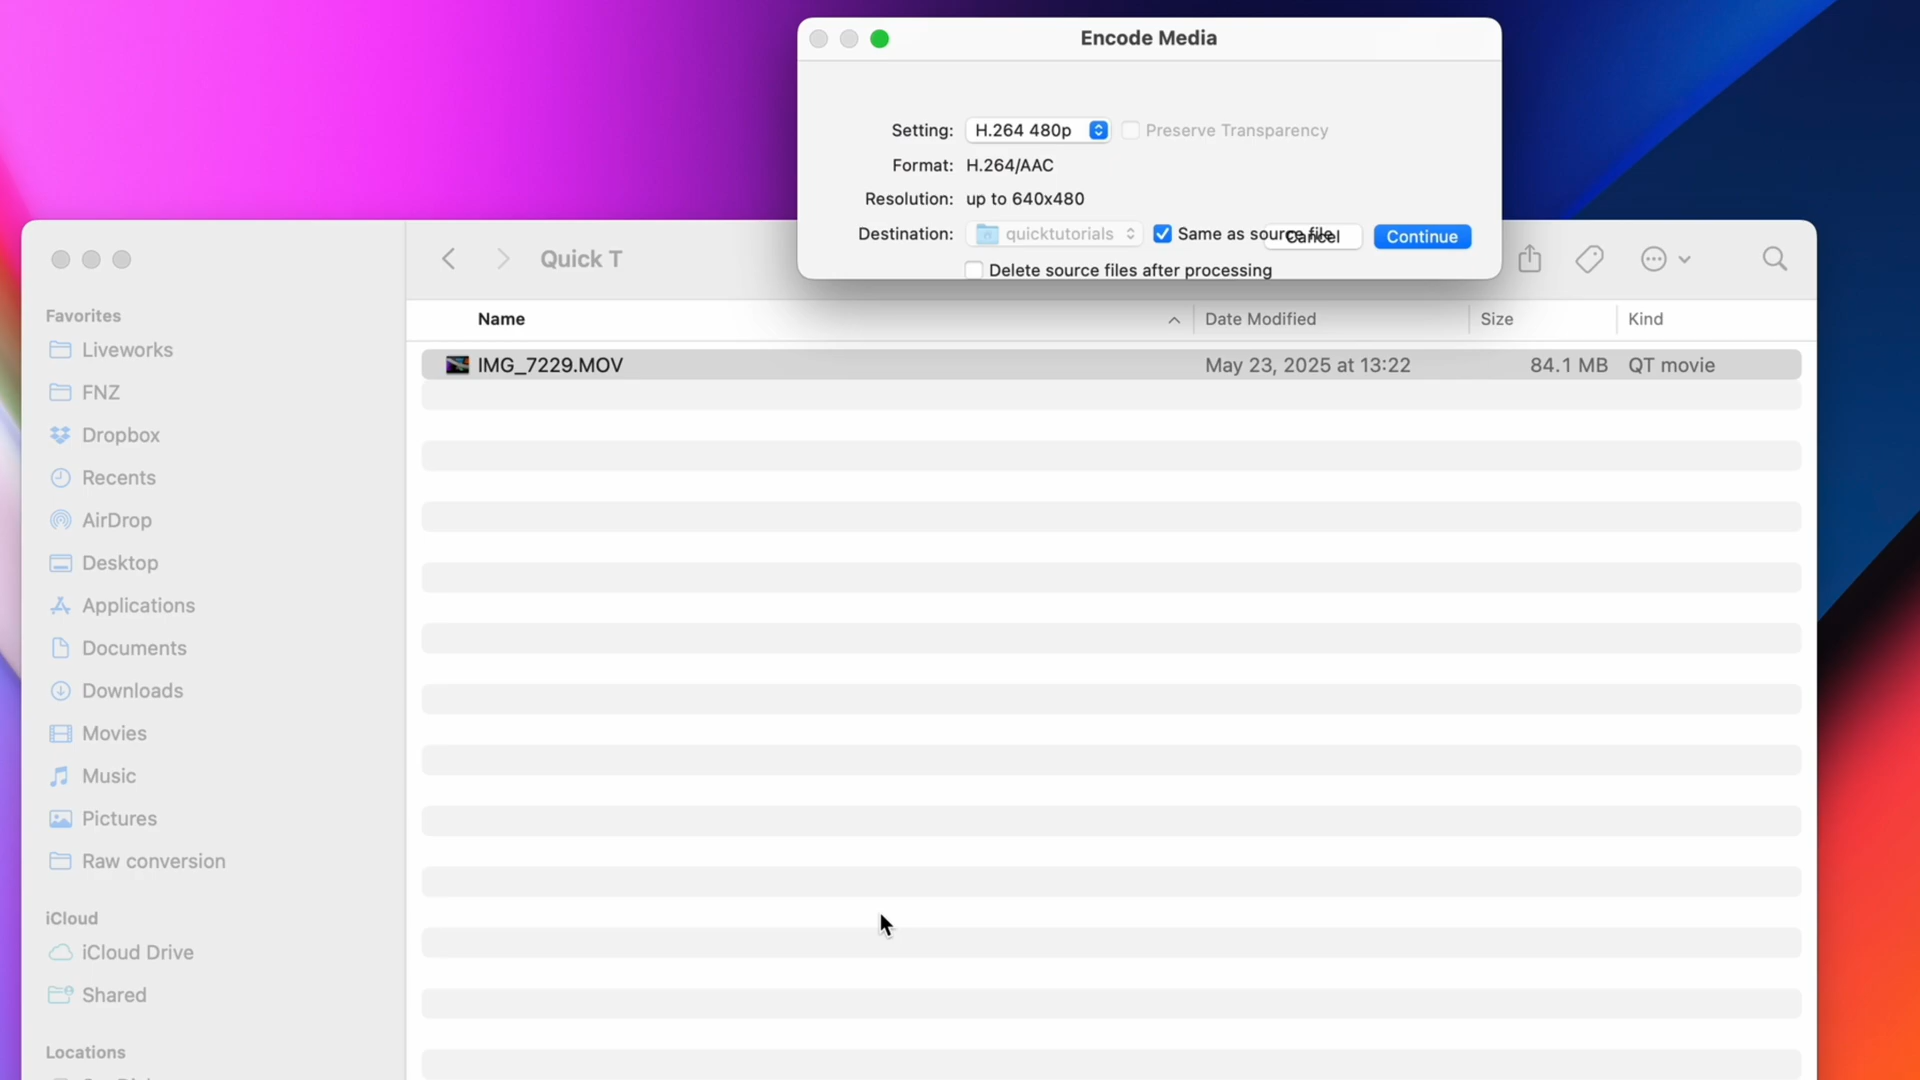 Encode Media
Setting: H.264 480p Preserve Transparency
Format: H.264/AAC
Resolution: up to 640x480
Destination: quicktutorials Same as source file Cancel Continue
Delete source files after processing
Quick T
Name Date Modified Size Kind
IMG_7229.MOV May 23, 2025 at 13:22 84.1 MB QT movie
Favorites
Liveworks
FNZ
Dropbox
Recents
AirDrop
Desktop
Applications
Documents
Downloads
Movies
Music
Pictures
Raw conversion
iCloud
iCloud Drive
Shared
Locations